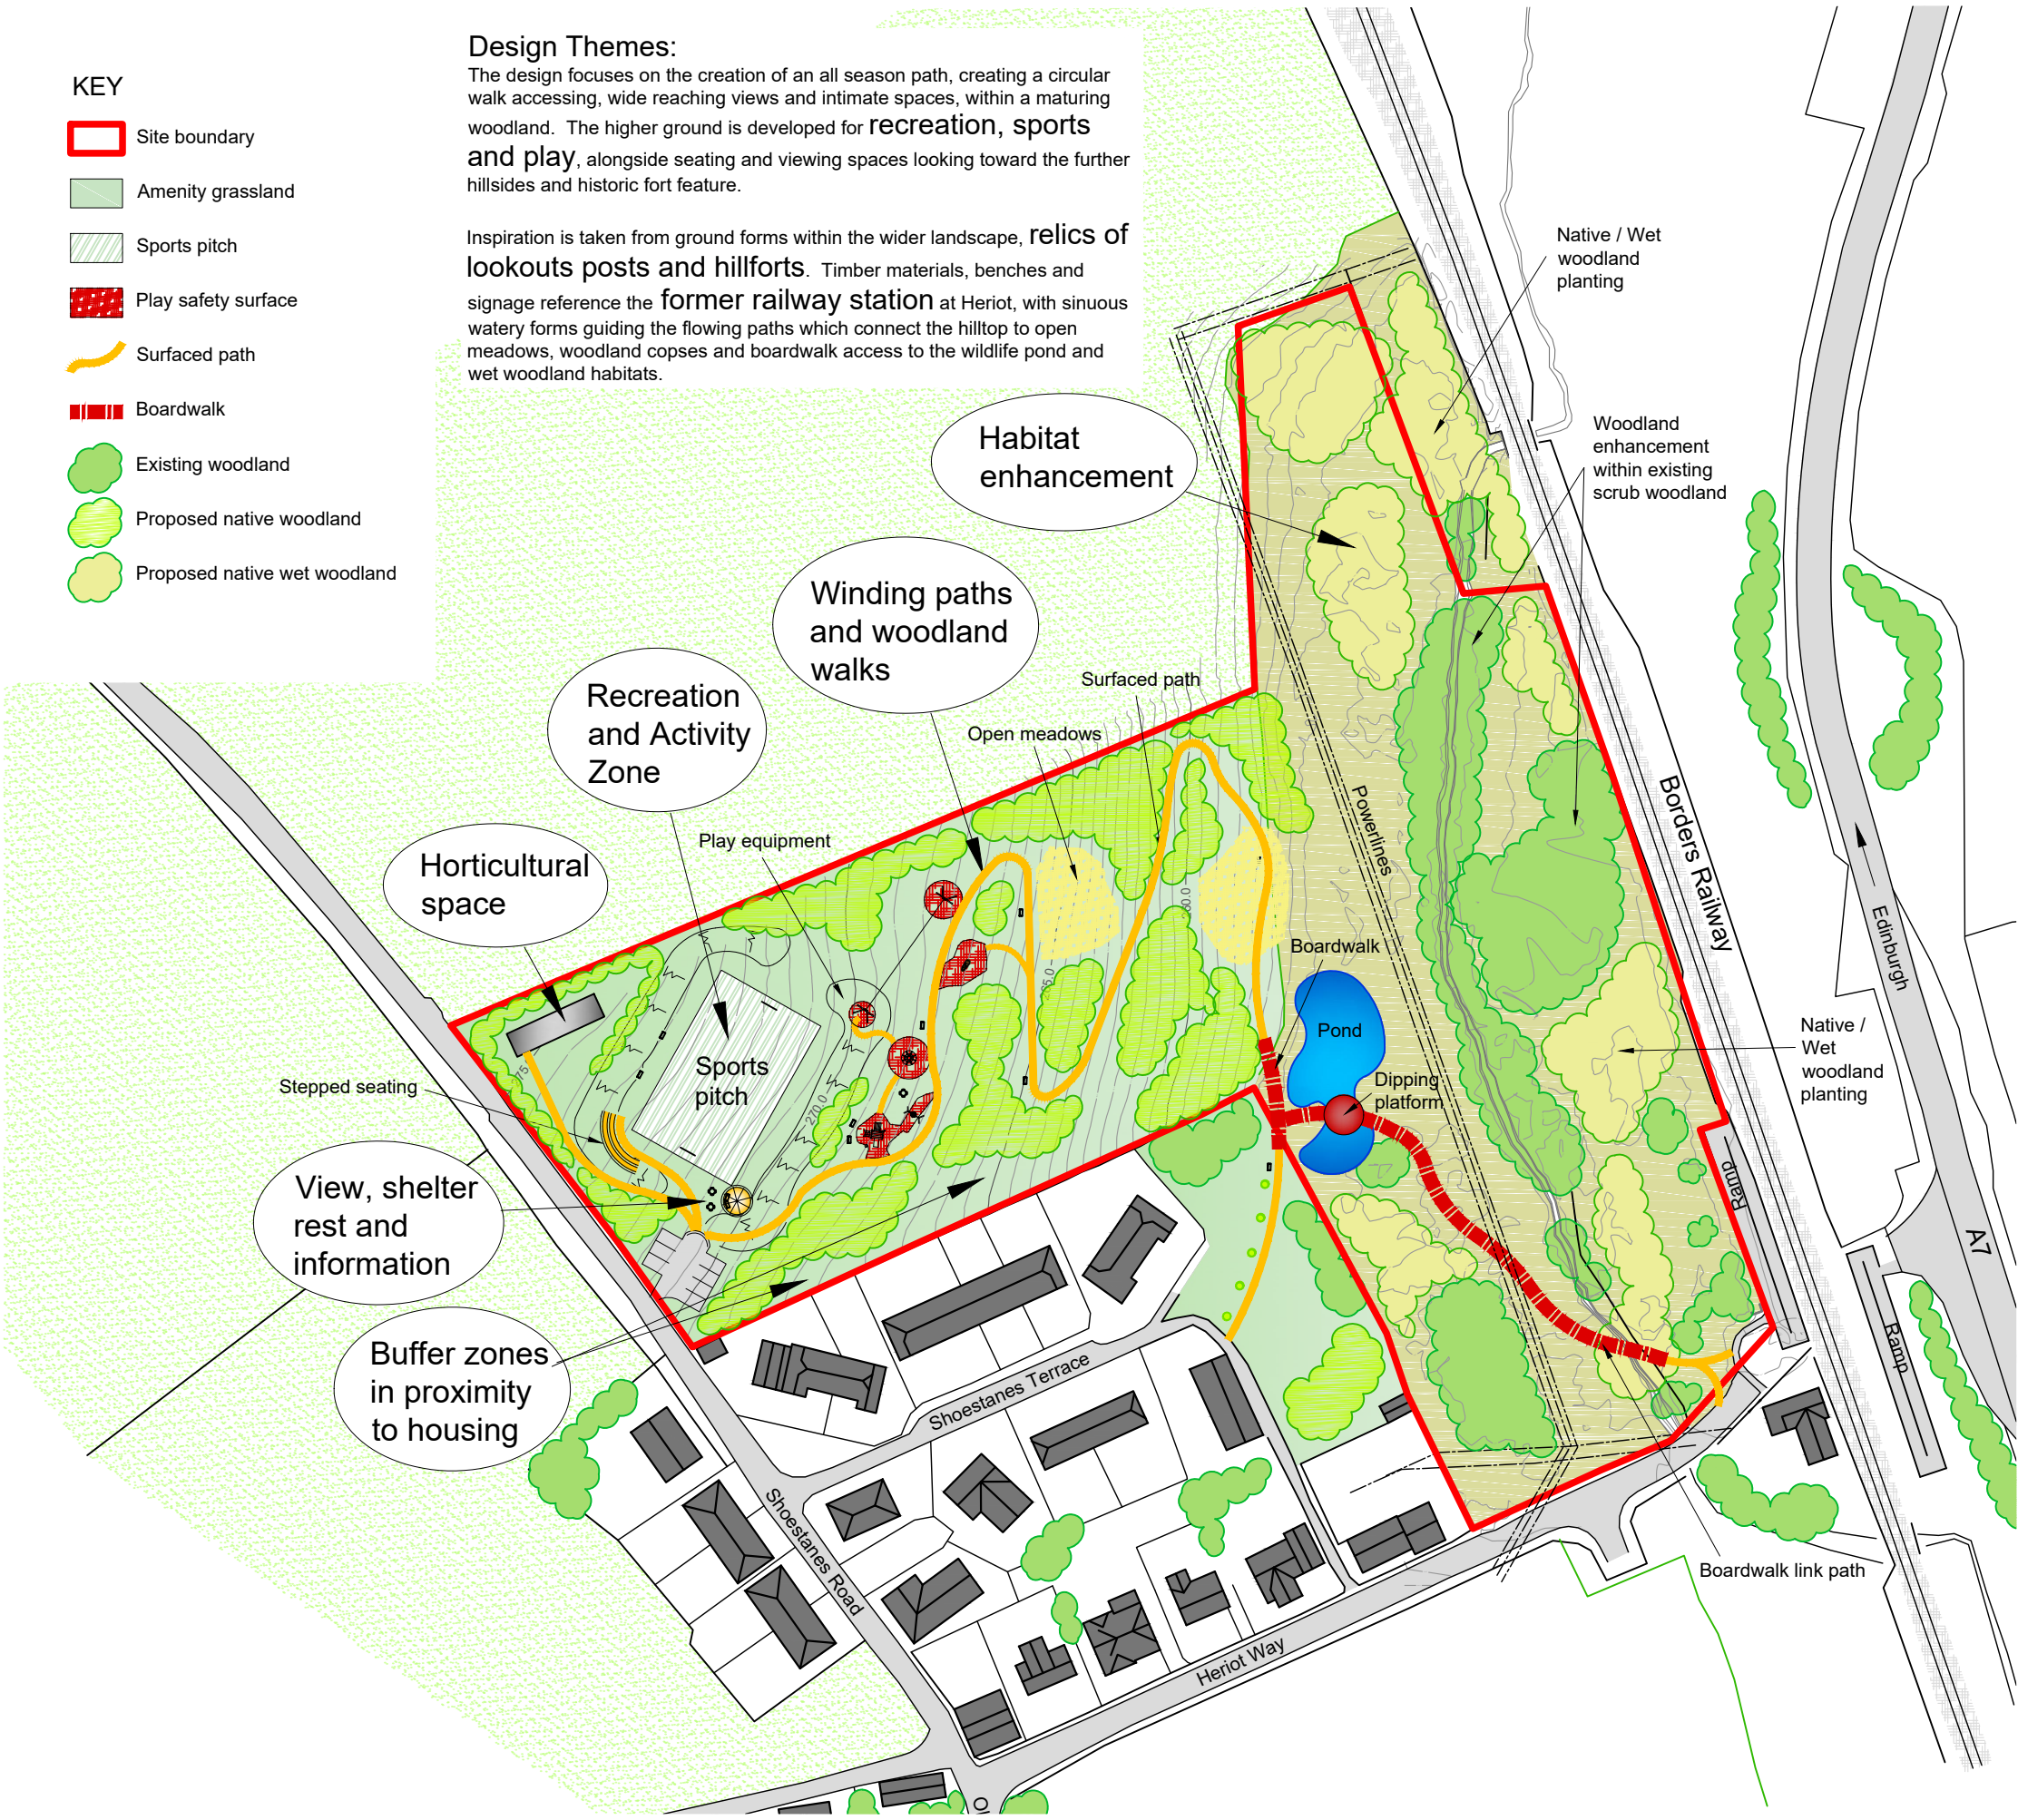 KEY
Site boundary
Amenity grassland
Sports pitch
Play safety surface
Surfaced path
Boardwalk
Existing woodland
Proposed native woodland
Proposed native wet woodland
Design Themes:
The design focuses on the creation of an all season path, creating a circular
walk accessing, wide reaching views and intimate spaces, within a maturing
woodland. The higher ground is developed for recreation, sports
and play, alongside seating and viewing spaces looking toward the further
hillsides and historic fort feature.
Inspiration is taken from ground forms within the wider landscape, relics of
lookouts posts and hillforts. Timber materials, benches and
signage reference the former railway station at Heriot, with sinuous
watery forms guiding the flowing paths which connect the hilltop to open
meadows, woodland copses and boardwalk access to the wildlife pond and
wet woodland habitats.
Native / Wet
woodland
planting
Woodland
enhancement
within existing
scrub woodland
Habitat
enhancement
Winding paths
and woodland
walks
Surfaced path
Open meadows
Recreation
and Activity
Zone
Play equipment
Horticultural
space
Powerlines
Borders Railway
Edinburgh
A7
Boardwalk
Pond
Dipping
platform
Native /
Wet
woodland
planting
Ramp
Ramp
260.0
265.0
270.0
275
Sports
pitch
Stepped seating
View, shelter
rest and
information
Buffer zones
in proximity
to housing
Shoestanes Terrace
Shoestanes Road
Heriot Way
Boardwalk link path